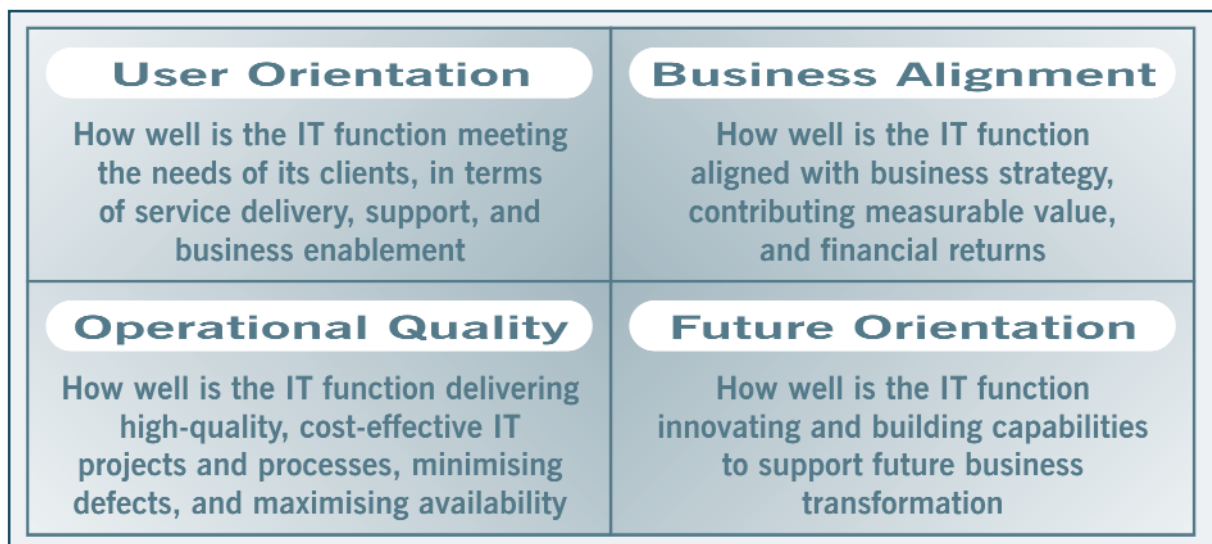 User Orientation
How well is the IT function meeting
the needs of its clients, in terms
of service delivery, support, and
business enablement
Business Alignment
How well is the IT function
aligned with business strategy,
contributing measurable value,
and financial returns
Operational Quality
How well is the IT function delivering
high-quality, cost-effective IT
projects and processes, minimising
defects, and maximising availability
Future Orientation
How well is the IT function
innovating and building capabilities
to support future business
transformation